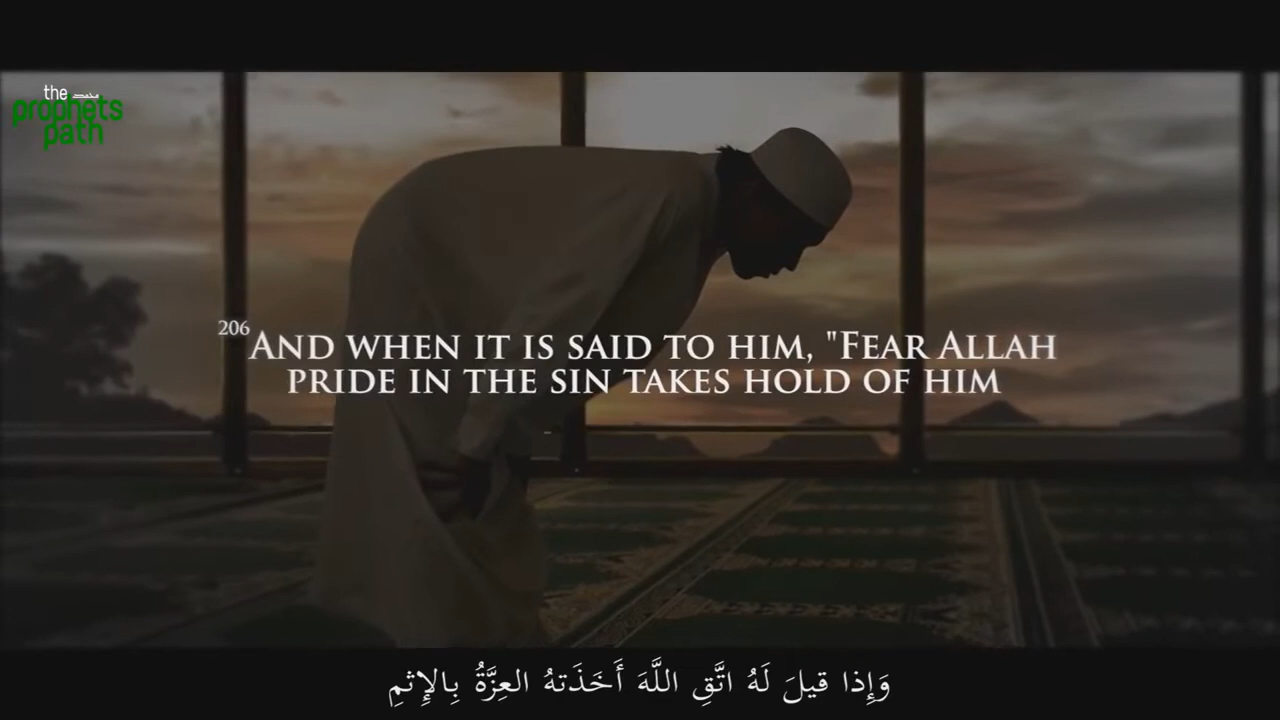 the محمد
prophets
path
206 AND WHEN IT IS SAID TO HIM, "FEAR ALLAH
PRIDE IN THE SIN TAKES HOLD OF HIM
وَإِذا قيلَ لَهُ اتَّقِ اللَّهَ أَخَذَتهُ العِزَّةُ بِالإِثمِ